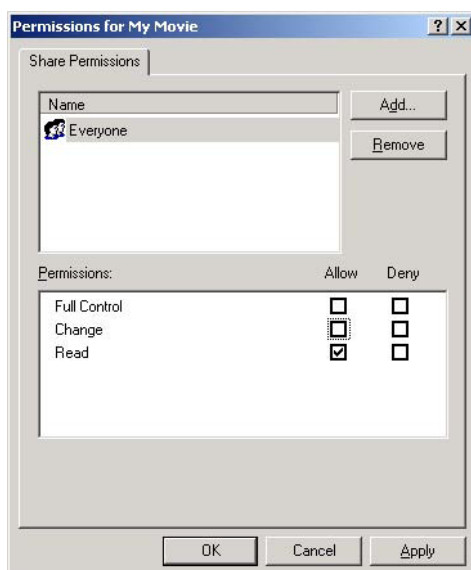 Permissions for My Movie
Share Permissions
Name
Add...
Everyone
Remove
Permissions: Allow Deny
Full Control
Change
Read
OK Cancel Apply